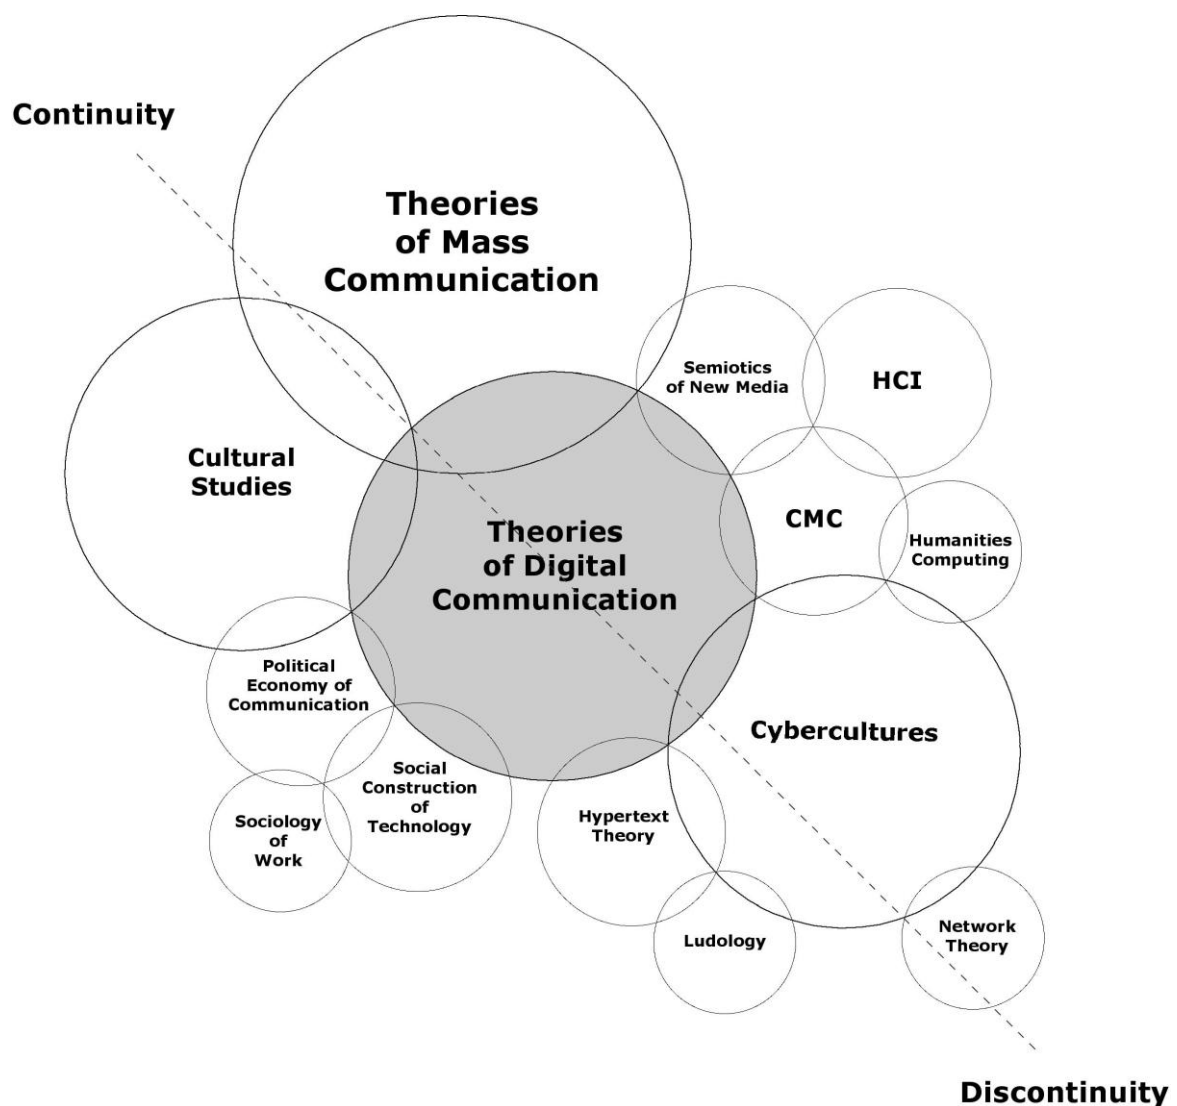 Continuity
Theories
of Mass
Communication
Semiotics
of New Media
HCI
Cultural
Studies
CMC
Theories
of Digital
Communication
Humanities
Computing
Political
Economy of
Communication
Cybercultures
Social
Construction
of
Technology
Sociology
of
Work
Hypertext
Theory
Ludology
Network
Theory
Discontinuity